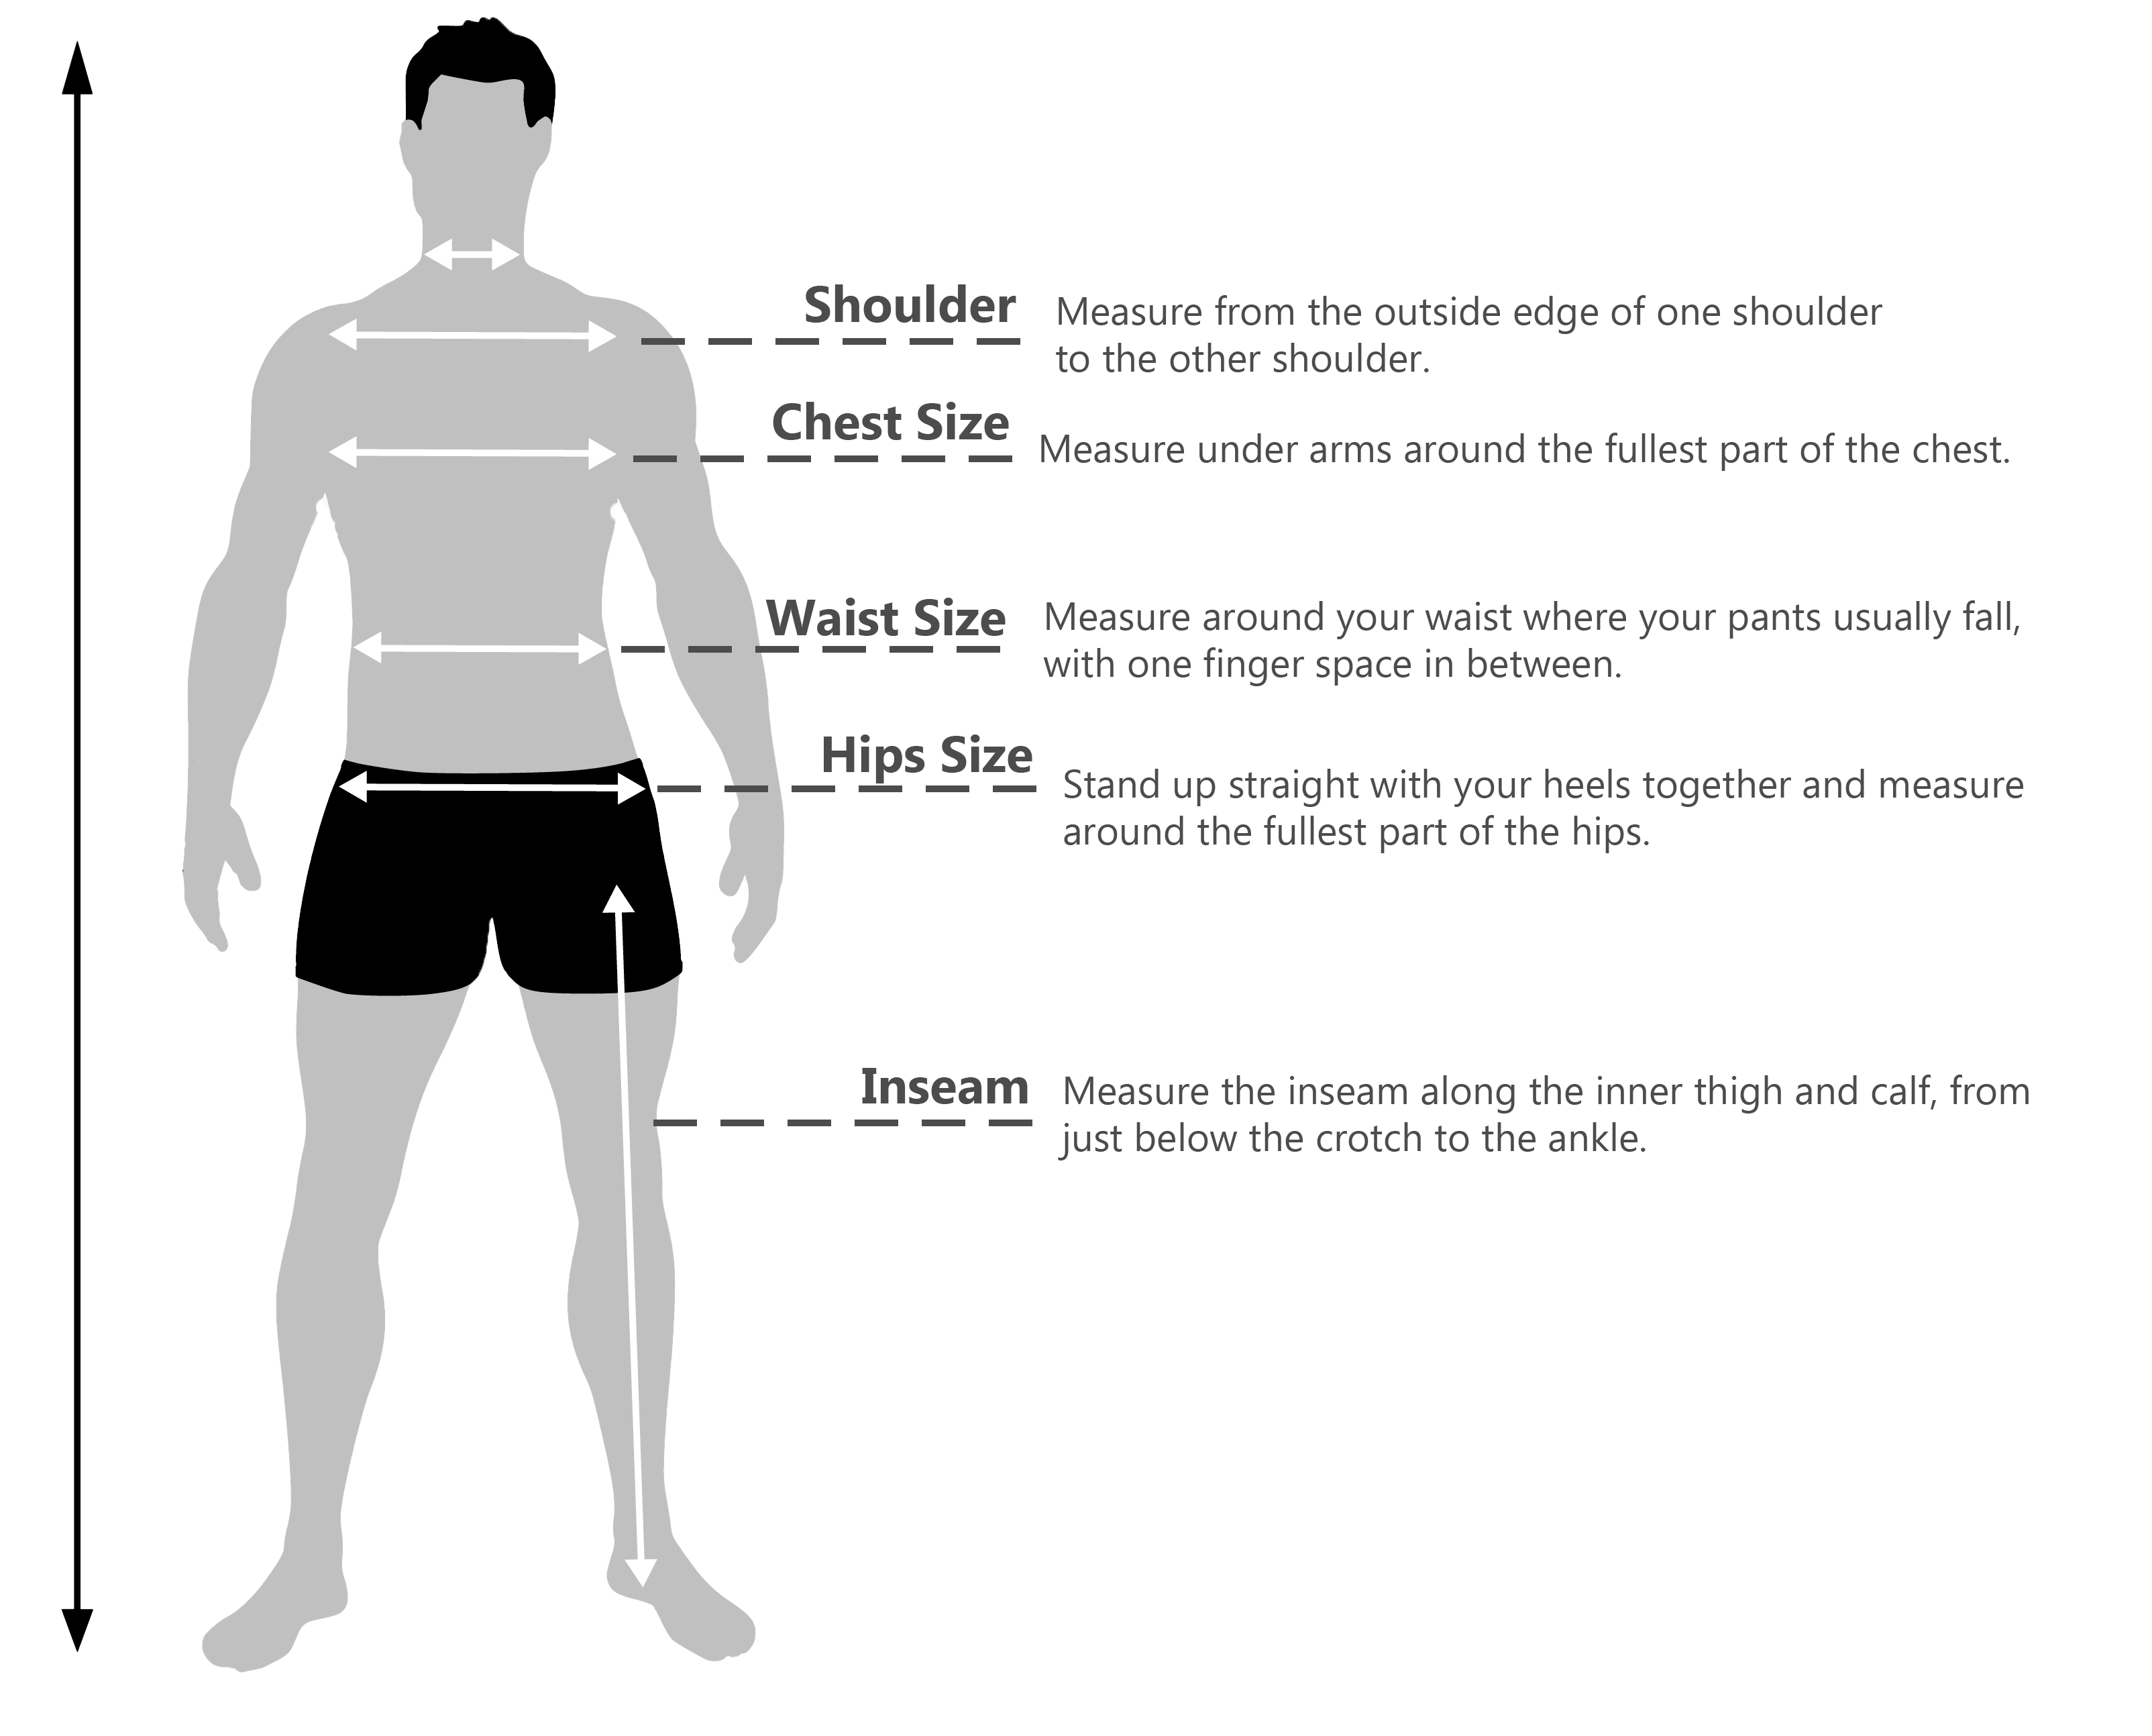 Shoulder
Measure from the outside edge of one shoulder
to the other shoulder.
Chest Size
Measure under arms around the fullest part of the chest.
Waist Size
Measure around your waist where your pants usually fall,
with one finger space in between.
Hips Size
Stand up straight with your heels together and measure
around the fullest part of the hips.
Inseam
Measure the inseam along the inner thigh and calf, from
just below the crotch to the ankle.